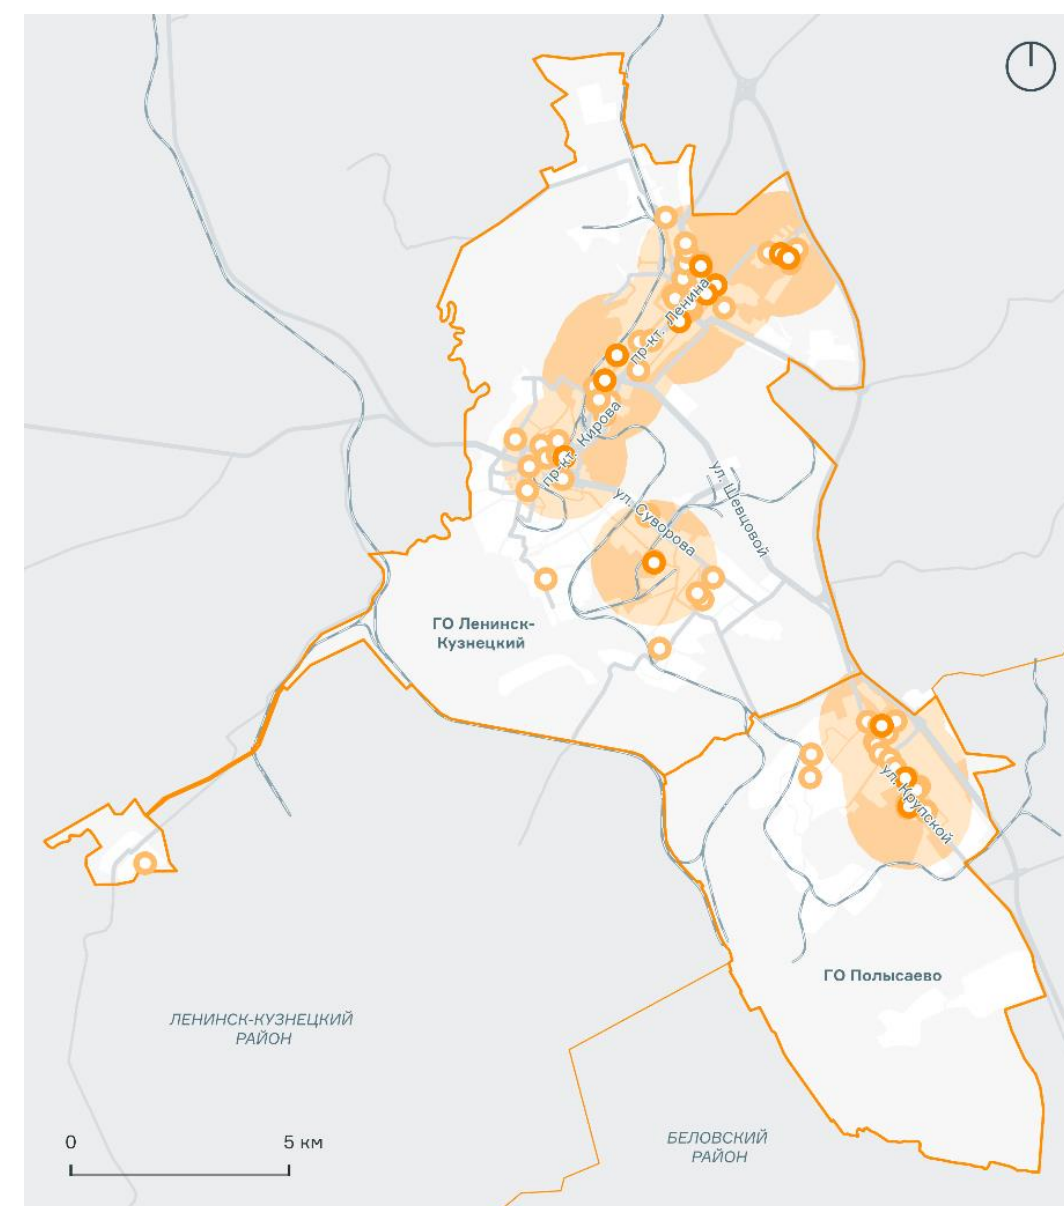 пр-кт. Ленина
пр-кт. Кирова
ул. Шевцовой
ул. Суворова
ГО Ленинск-
Кузнецкий
ул. Крупской
ГО Полысаево
ЛЕНИНСК-КУЗНЕЦКИЙ
РАЙОН
БЕЛОВСКИЙ
РАЙОН
0 5 км